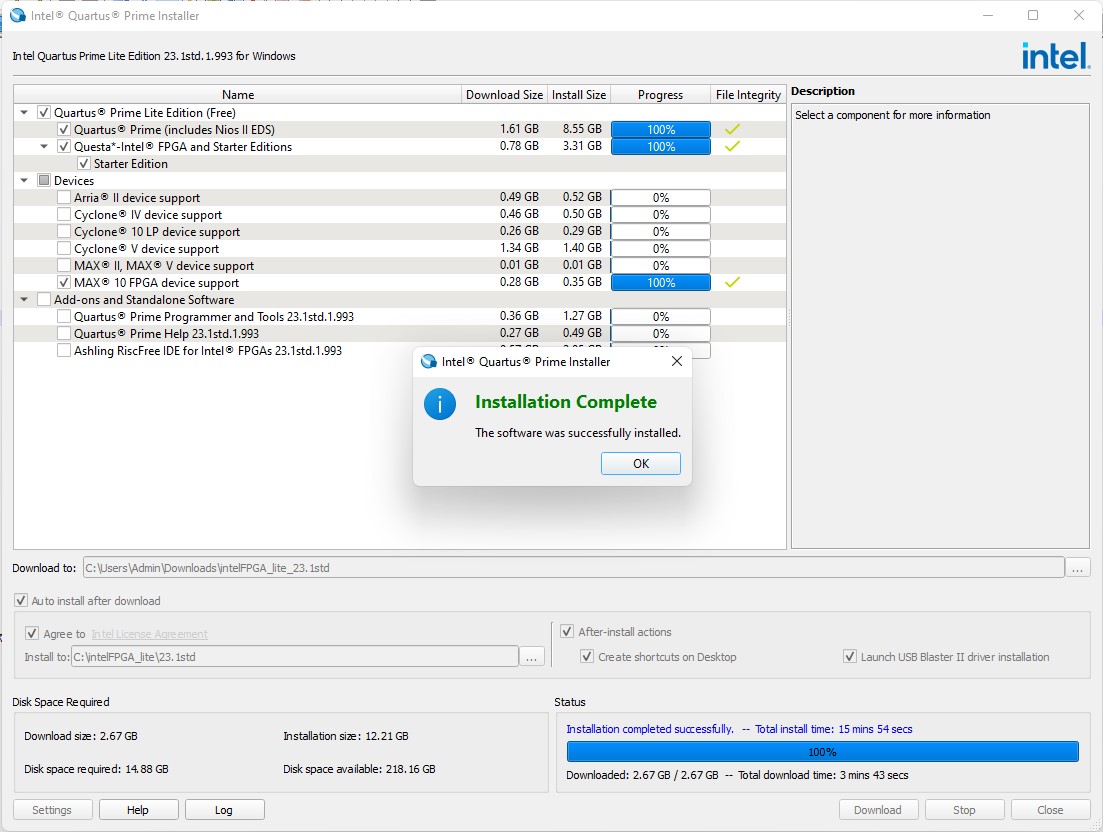 Intel® Quartus® Prime Installer
Intel Quartus Prime Lite Edition 23.1std.1.993 for Windows
intel.
Name Download Size Install Size Progress File Integrity
Quartus® Prime Lite Edition (Free)
Quartus® Prime (includes Nios II EDS) 1.61 GB 8.55 GB 100%
Questa*-Intel® FPGA and Starter Editions 0.78 GB 3.31 GB 100%
Starter Edition
Devices
Arria® II device support 0.49 GB 0.52 GB 0%
Cyclone® IV device support 0.46 GB 0.50 GB 0%
Cyclone® 10 LP device support 0.26 GB 0.29 GB 0%
Cyclone® V device support 1.34 GB 1.40 GB 0%
MAX® II, MAX® V device support 0.01 GB 0.01 GB 0%
MAX® 10 FPGA device support 0.28 GB 0.35 GB 100%
Add-ons and Standalone Software
Quartus® Prime Programmer and Tools 23.1std.1.993 0.36 GB 1.27 GB 0%
Quartus® Prime Help 23.1std.1.993 0.27 GB 0.49 GB 0%
Ashling RiscFree IDE for Intel® FPGAs 23.1std.1.993
Description
Select a component for more information
Intel® Quartus® Prime Installer
Installation Complete
The software was successfully installed.
OK
Download to: C:\Users\Admin\Downloads\intelFPGA_lite_23.1std ...
Auto install after download
Agree to Intel License Agreement
Install to: C:\intelFPGA_lite\23.1std ...
After-install actions
Create shortcuts on Desktop Launch USB Blaster II driver installation
Disk Space Required
Download size: 2.67 GB Installation size: 12.21 GB
Disk space required: 14.88 GB Disk space available: 218.16 GB
Status
Installation completed successfully. -- Total install time: 15 mins 54 secs
100%
Downloaded: 2.67 GB / 2.67 GB -- Total download time: 3 mins 43 secs
Settings Help Log Download Stop Close